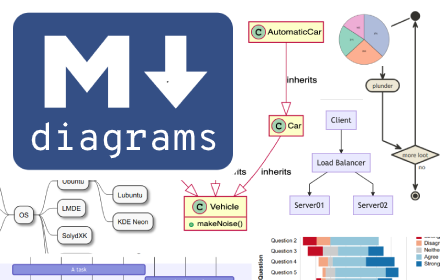 M
diagrams
C AutomaticCar
inherits
C Car
inherits
C Vehicle
makeNoise()
plunder
more loot
no
Client
Load Balancer
Server01
Server02
OS
Ubuntu
Lubuntu
LMDE
KDE Neon
SolydXK
A task
Question
Question 2
Question 3
Question 4
Question 5
Disagr
Neithe
Agree
Strong